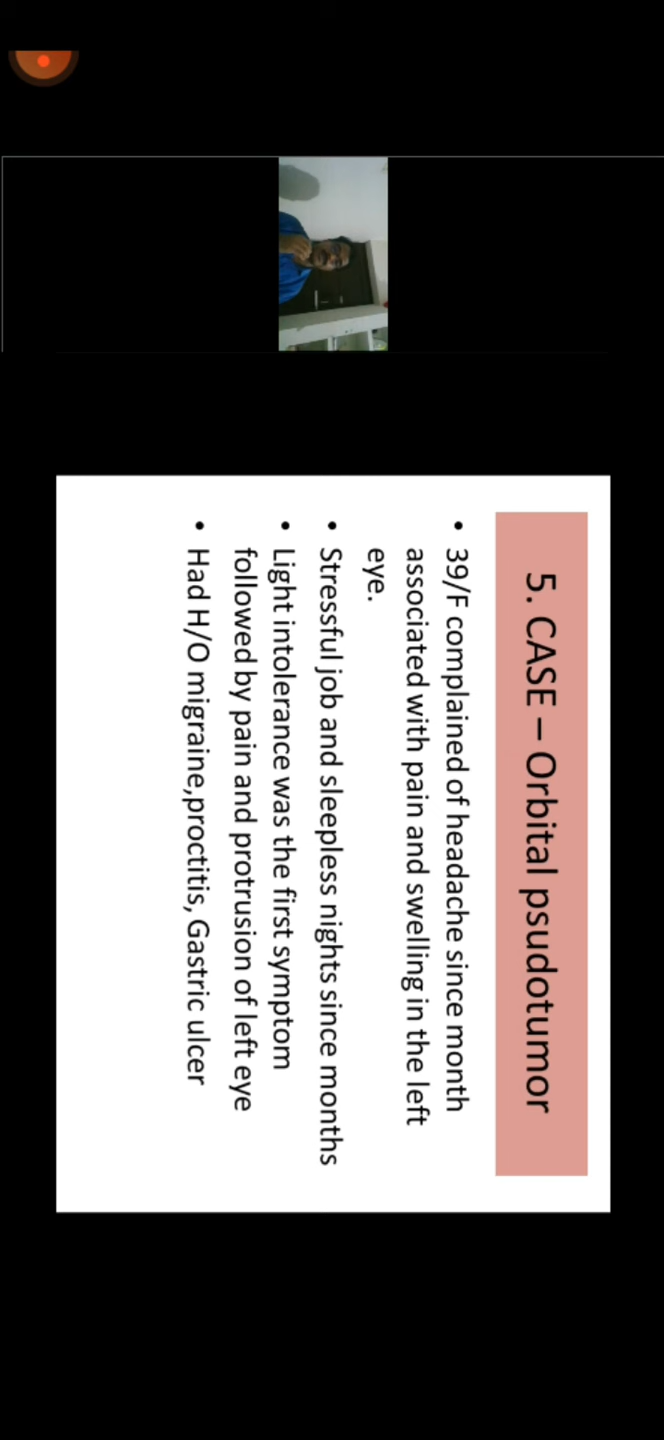 5. CASE – Orbital psudotumor
• 39/F complained of headache since month
associated with pain and swelling in the left
eye.
• Stressful job and sleepless nights since months
• Light intolerance was the first symptom
followed by pain and protrusion of left eye
• Had H/O migraine,proctitis, Gastric ulcer